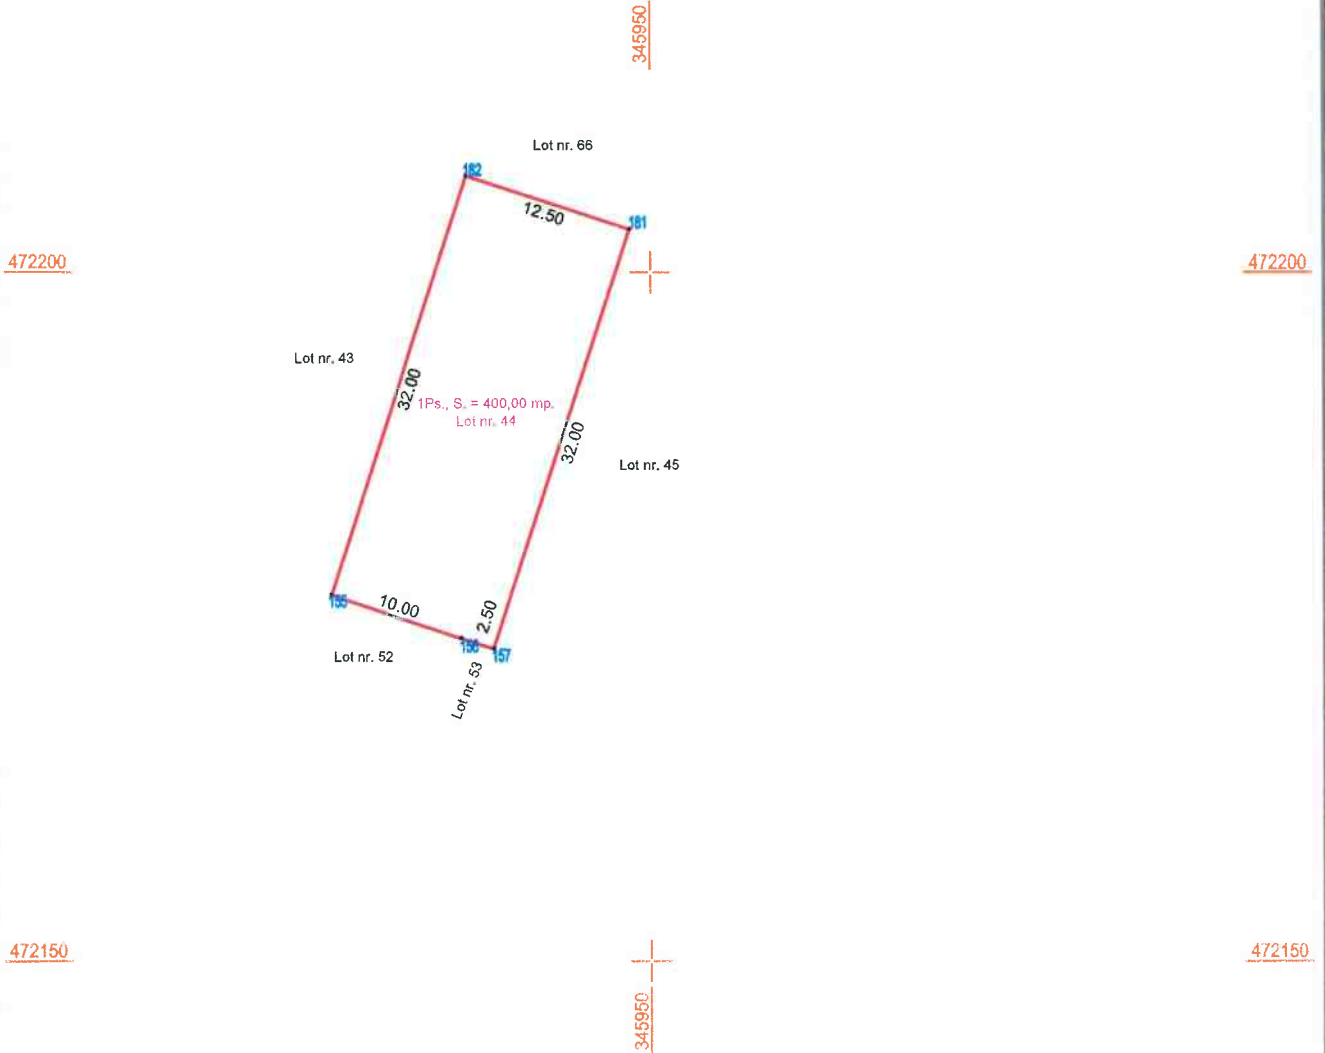 345950
Lot nr. 66
182
12.50
181
472200
472200
Lot nr. 43
32.00
1Ps., S. = 400,00 mp.
Lot nr. 44
32.00
Lot nr. 45
155
10.00
2.50
156
157
Lot nr. 52
Lot nr. 53
472150
472150
345950